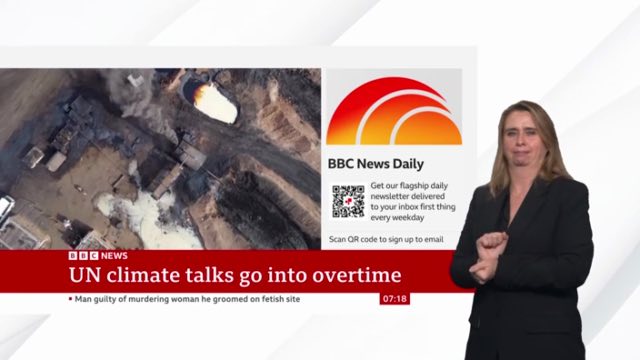 BBC News Daily
Get our flagship daily
newsletter delivered
to your inbox first thing
every weekday
Scan QR code to sign up to email
BBC NEWS
UN climate talks go into overtime
Man guilty of murdering woman he groomed on fetish site
07:18